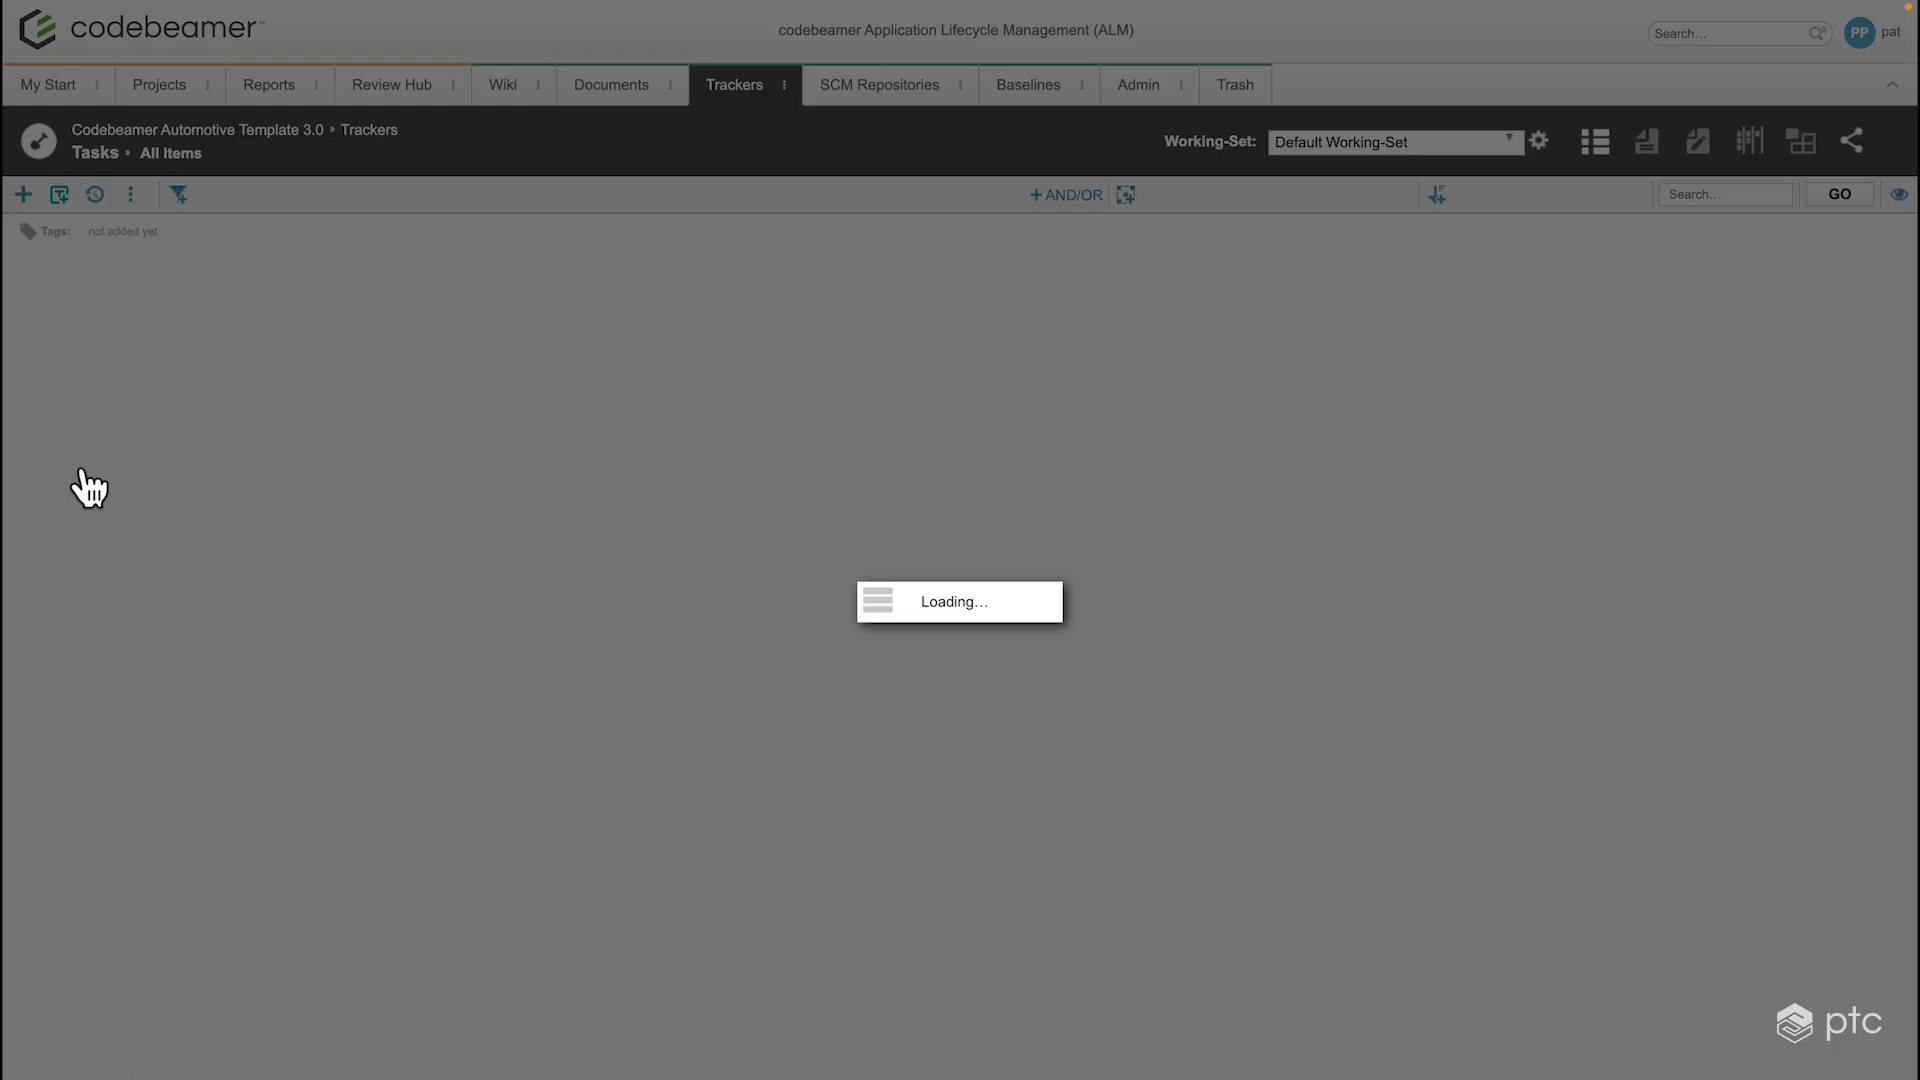 codebeamer
codebeamer Application Lifecycle Management (ALM)
Search...
PP
pat
My Start
Projects
Reports
Review Hub
Wiki
Documents
Trackers
SCM Repositories
Baselines
Admin
Trash
Codebeamer Automotive Template 3.0 » Trackers
Tasks » All Items
Working-Set:
Default Working-Set
+ AND/OR
Search...
GO
Tags: not added yet
Loading...
ptc